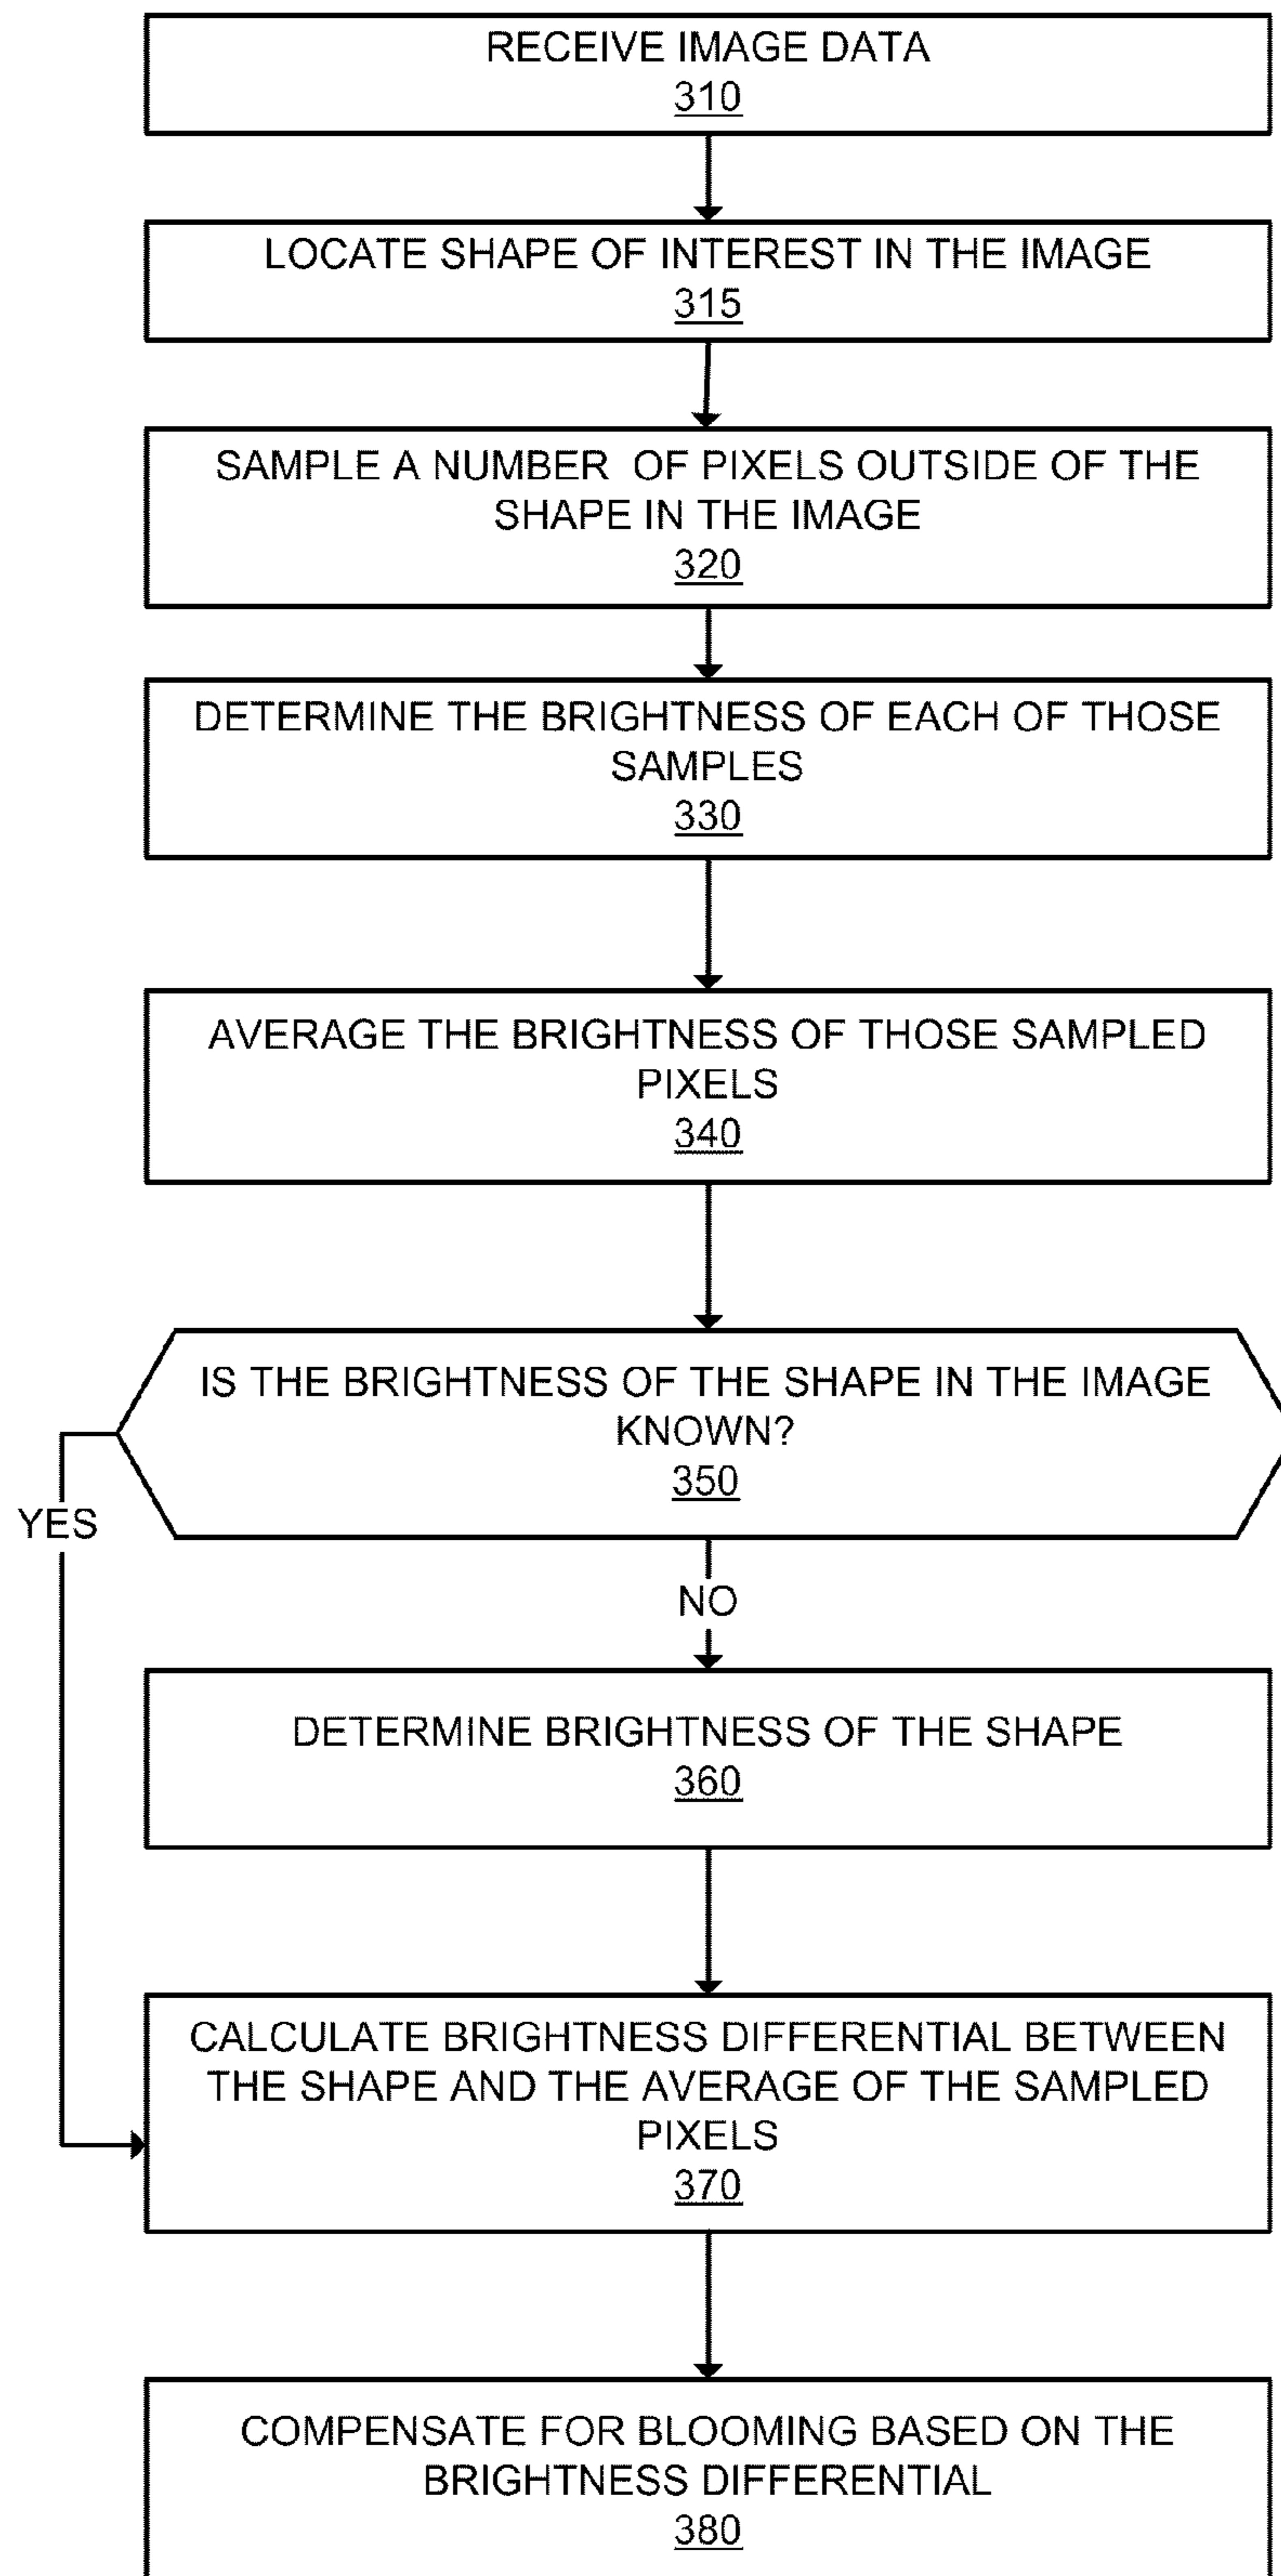 RECEIVE IMAGE DATA
310
LOCATE SHAPE OF INTEREST IN THE IMAGE
315
SAMPLE A NUMBER OF PIXELS OUTSIDE OF THE
SHAPE IN THE IMAGE
320
DETERMINE THE BRIGHTNESS OF EACH OF THOSE
SAMPLES
330
AVERAGE THE BRIGHTNESS OF THOSE SAMPLED
PIXELS
340
IS THE BRIGHTNESS OF THE SHAPE IN THE IMAGE
KNOWN?
350
YES
NO
DETERMINE BRIGHTNESS OF THE SHAPE
360
CALCULATE BRIGHTNESS DIFFERENTIAL BETWEEN
THE SHAPE AND THE AVERAGE OF THE SAMPLED
PIXELS
370
COMPENSATE FOR BLOOMING BASED ON THE
BRIGHTNESS DIFFERENTIAL
380